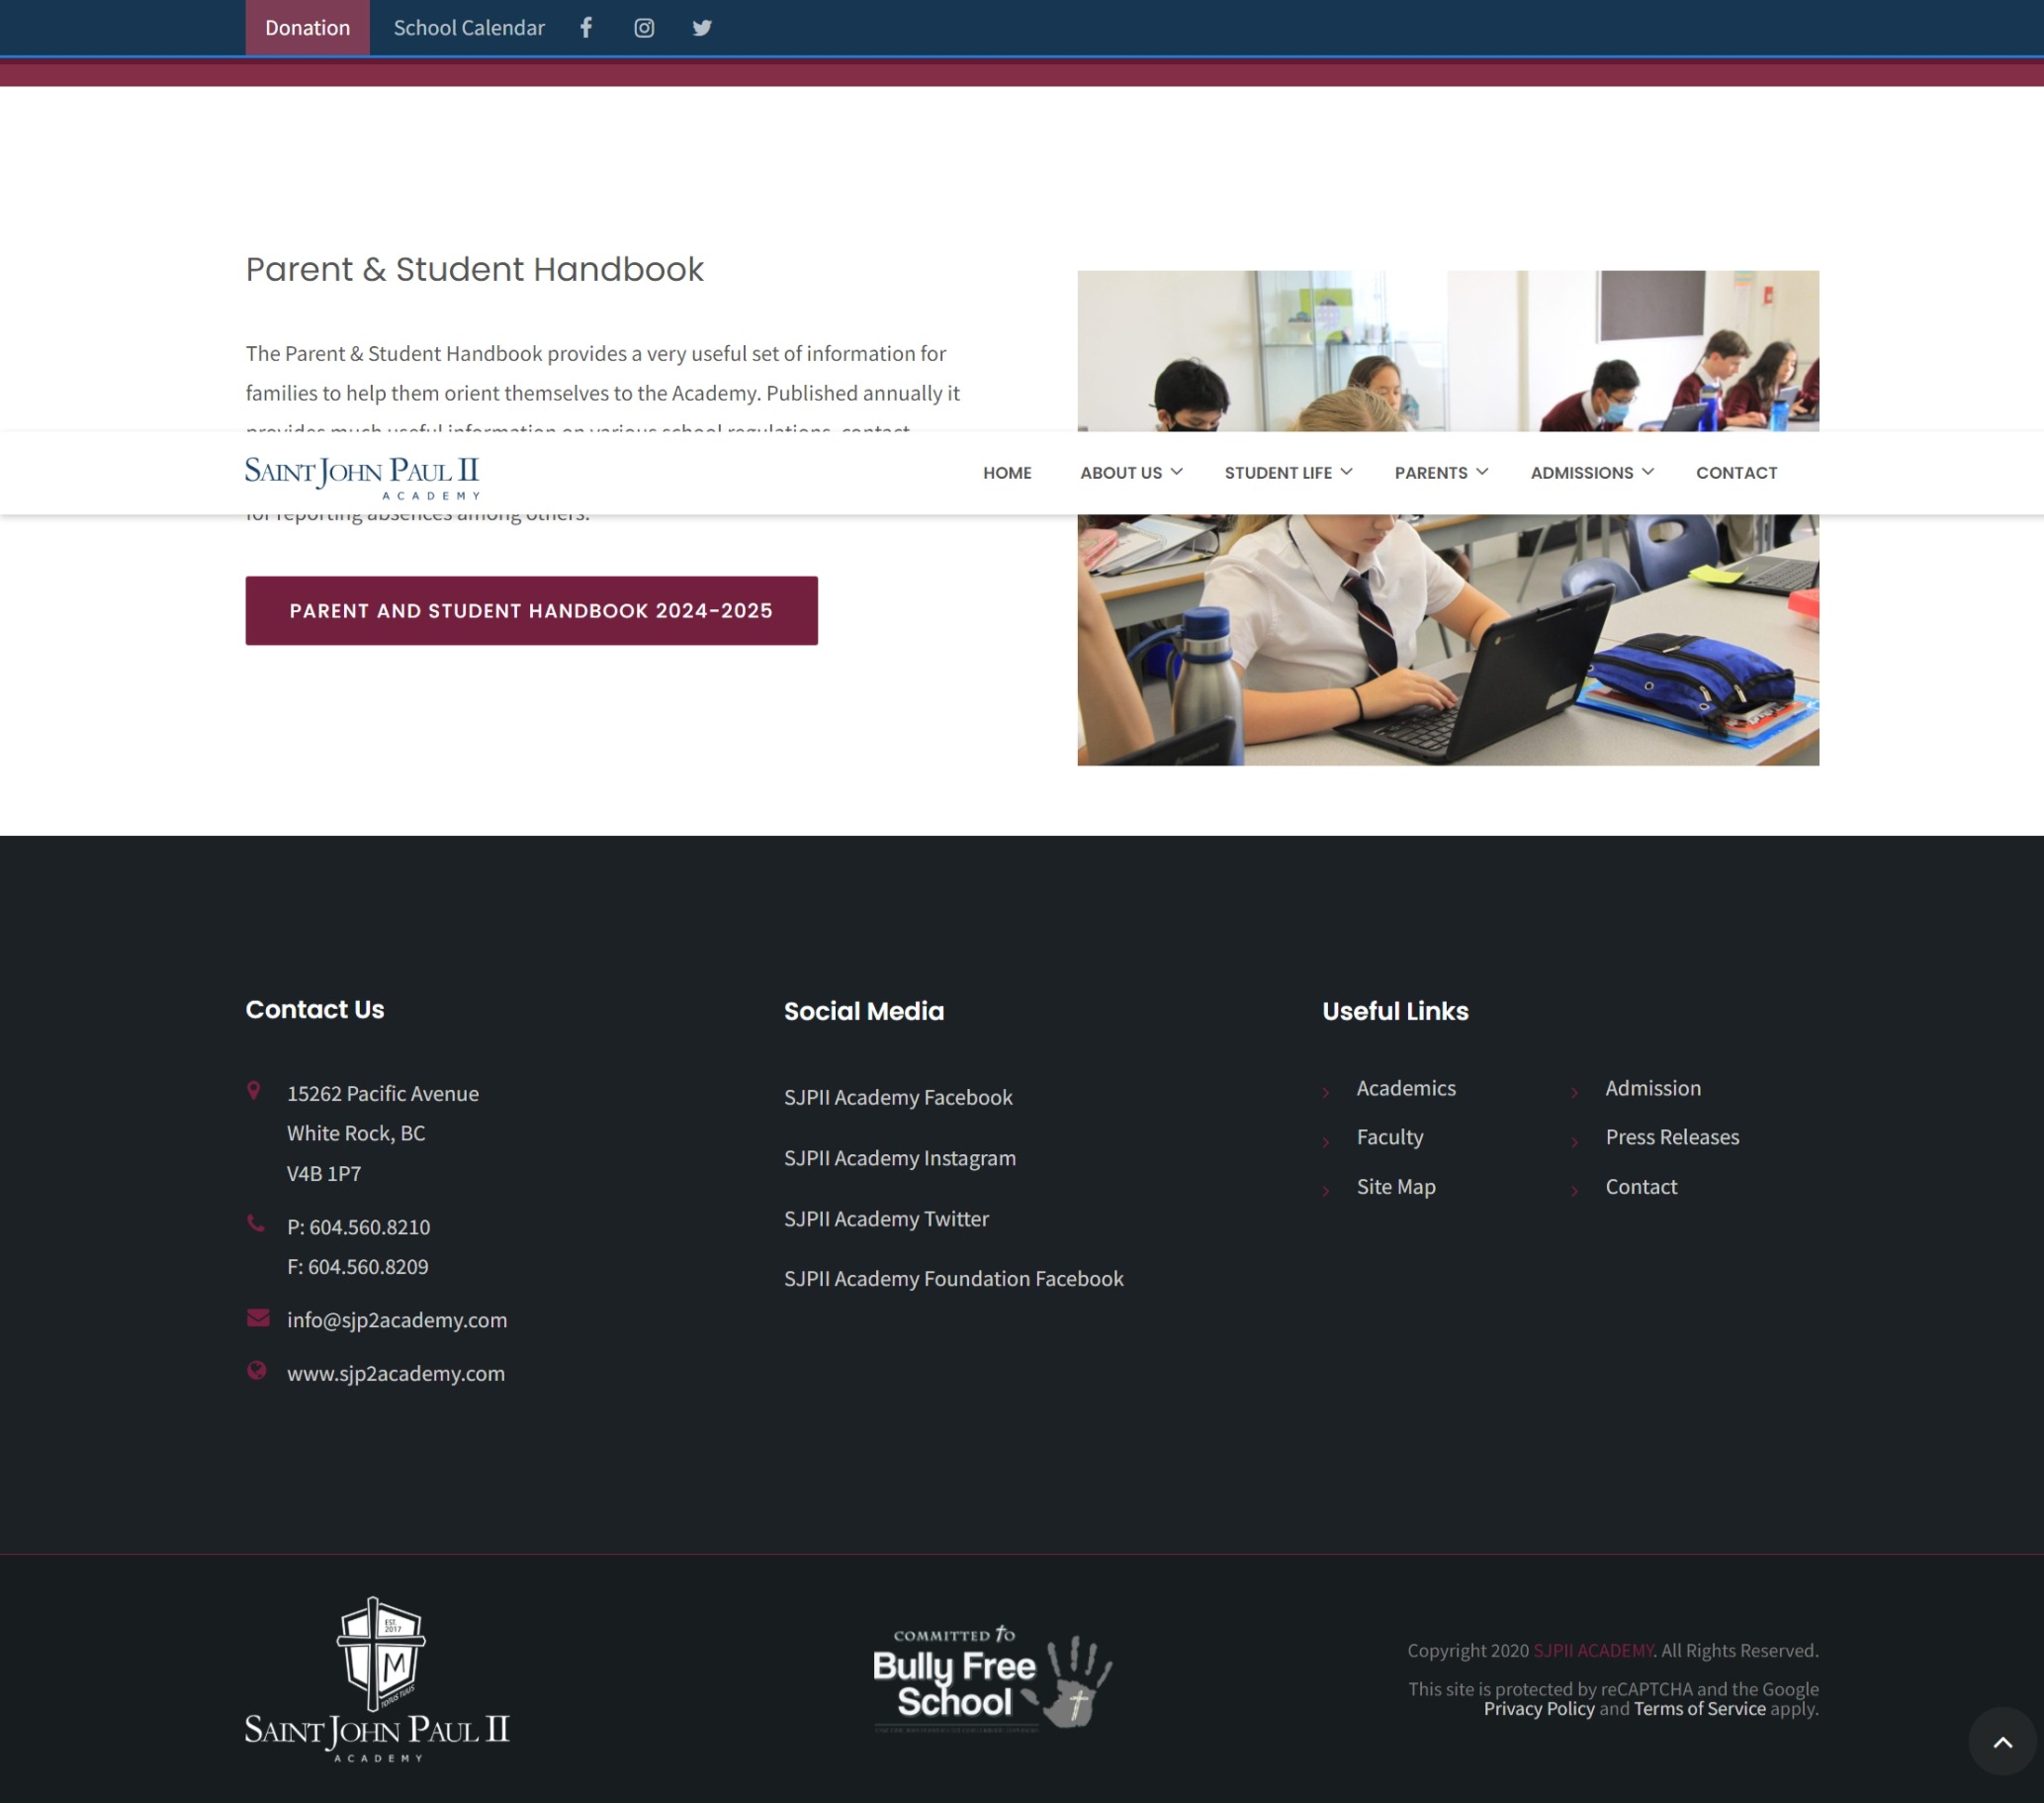 Donation School Calendar
Parent & Student Handbook
The Parent & Student Handbook provides a very useful set of information for
families to help them orient themselves to the Academy. Published annually it
provides much useful information on various school regulations, contact
SAINT JOHN PAUL II
ACADEMY
HOME ABOUT US STUDENT LIFE PARENTS ADMISSIONS CONTACT
for reporting absences among others.
PARENT AND STUDENT HANDBOOK 2024-2025
Contact Us
15262 Pacific Avenue
White Rock, BC
V4B 1P7
P: 604.560.8210
F: 604.560.8209
info@sjp2academy.com
www.sjp2academy.com
Social Media
SJPII Academy Facebook
SJPII Academy Instagram
SJPII Academy Twitter
SJPII Academy Foundation Facebook
Useful Links
Academics
Admission
Faculty
Press Releases
Site Map
Contact
EST.
2017
M
TOTUS TUUS
SAINT JOHN PAUL II
ACADEMY
COMMITTED to
Bully Free
School
Copyright 2020 SJPII ACADEMY. All Rights Reserved.
This site is protected by reCAPTCHA and the Google
Privacy Policy and Terms of Service apply.